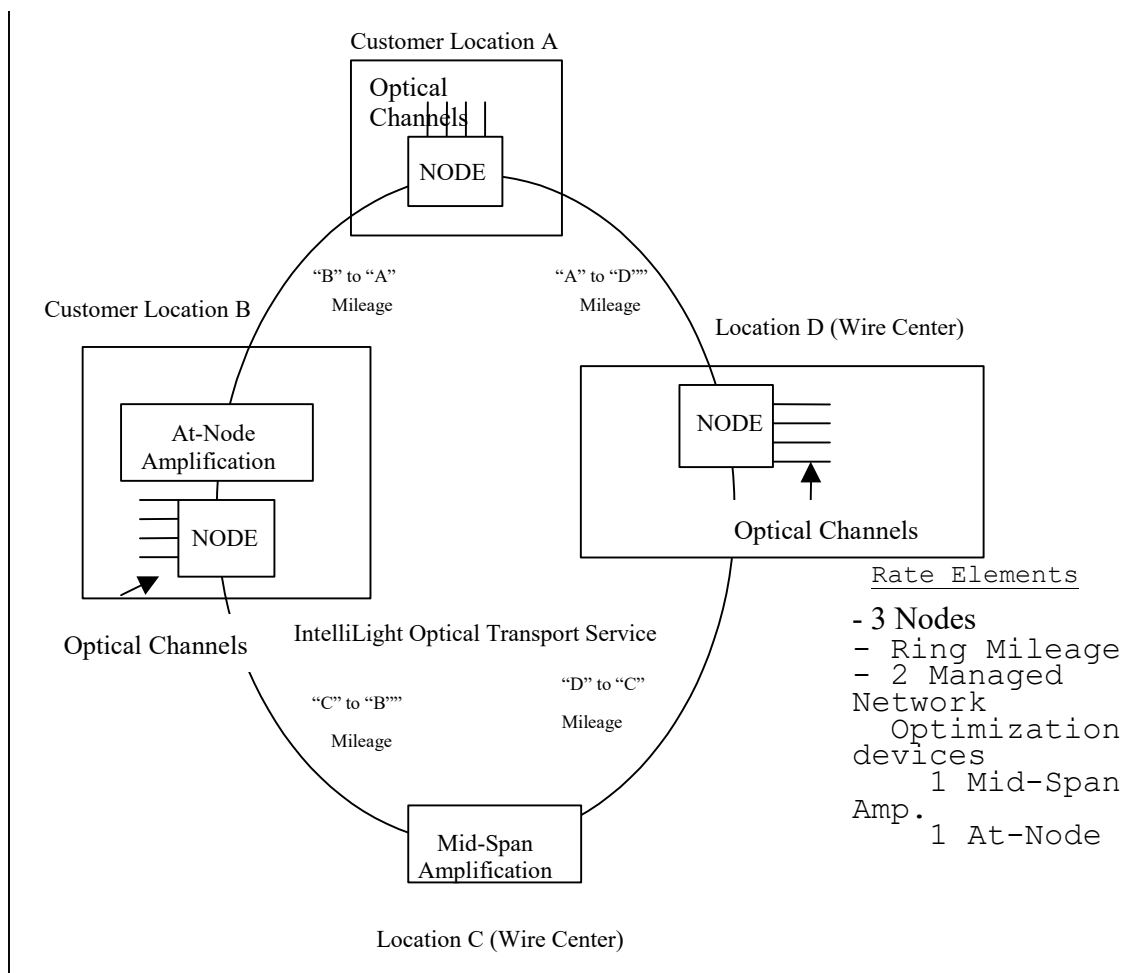 Customer Location A
Optical
Channels
NODE
“B” to “A”
Mileage
“A” to “D””
Mileage
Customer Location B
Location D (Wire Center)
At-Node
Amplification
NODE
NODE
Optical Channels
Optical Channels
Rate Elements
- 3 Nodes
- Ring Mileage
- 2 Managed
Network
Optimization
devices
1 Mid-Span
Amp.
1 At-Node
IntelliLight Optical Transport Service
“C” to “B””
Mileage
“D” to “C”
Mileage
Mid-Span
Amplification
Location C (Wire Center)